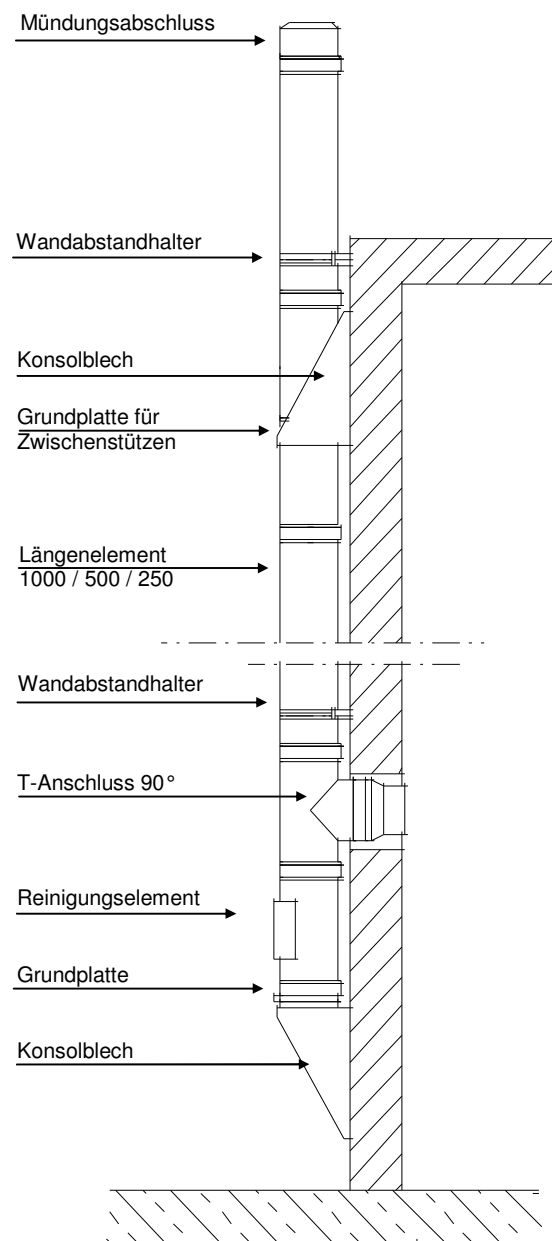 Mündungsabschluss
Wandabstandhalter
Konsolblech
Grundplatte für
Zwischenstützen
Längenelement
1000 / 500 / 250
Wandabstandhalter
T-Anschluss 90°
Reinigungselement
Grundplatte
Konsolblech